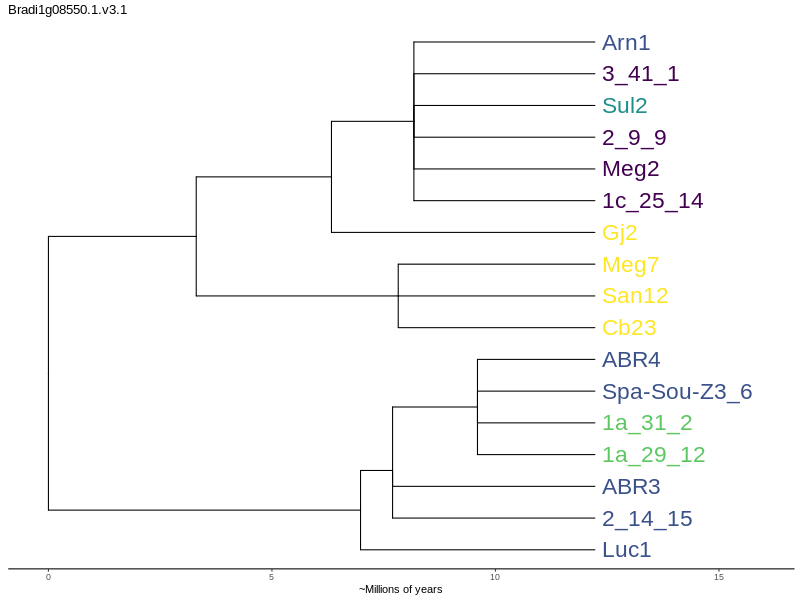 Bradi1g08550.1.v3.1
Arn1
3_41_1
Sul2
2_9_9
Meg2
1c_25_14
Gj2
Meg7
San12
Cb23
ABR4
Spa-Sou-Z3_6
1a_31_2
1a_29_12
ABR3
2_14_15
Luc1
0 5 10 15
~Millions of years